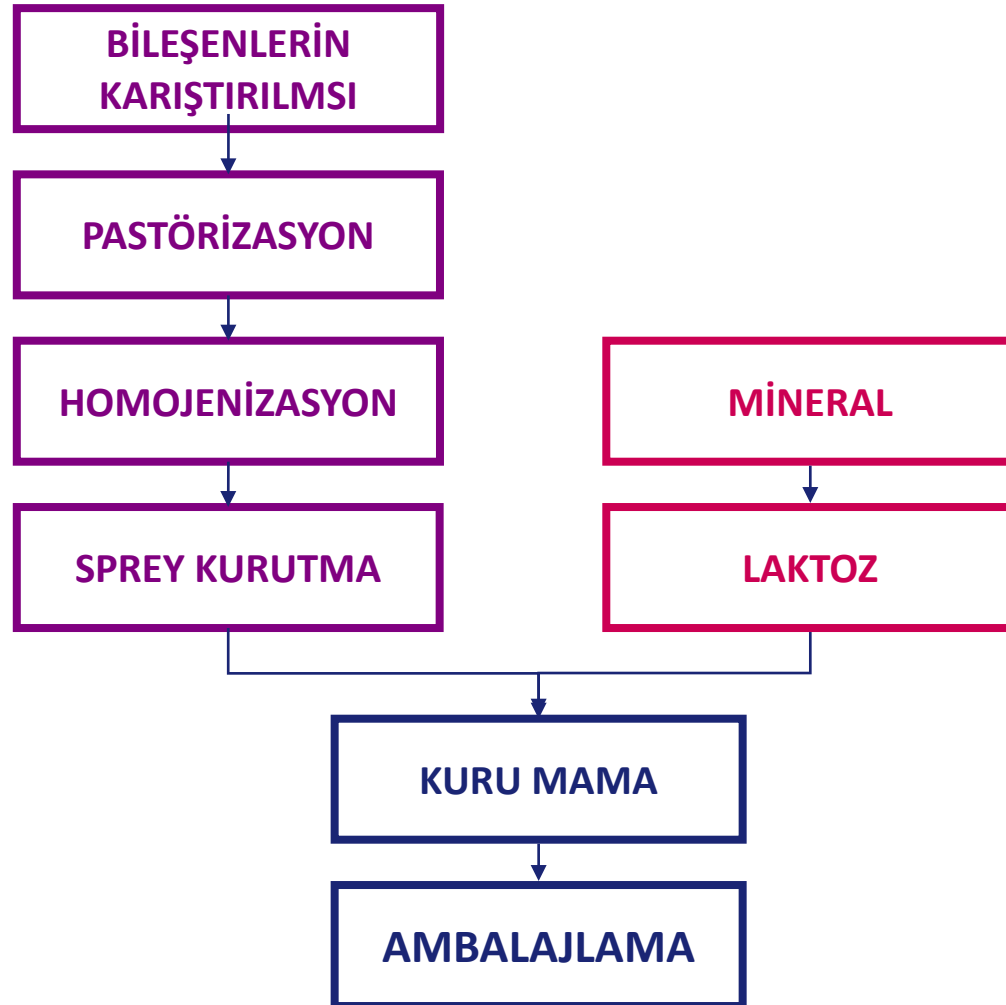 BİLEŞENLERİN
KARIŞTIRILMSI
PASTÖRİZASYON
HOMOJENİZASYON
SPREY KURUTMA
MİNERAL
LAKTOZ
KURU MAMA
AMBALAJLAMA